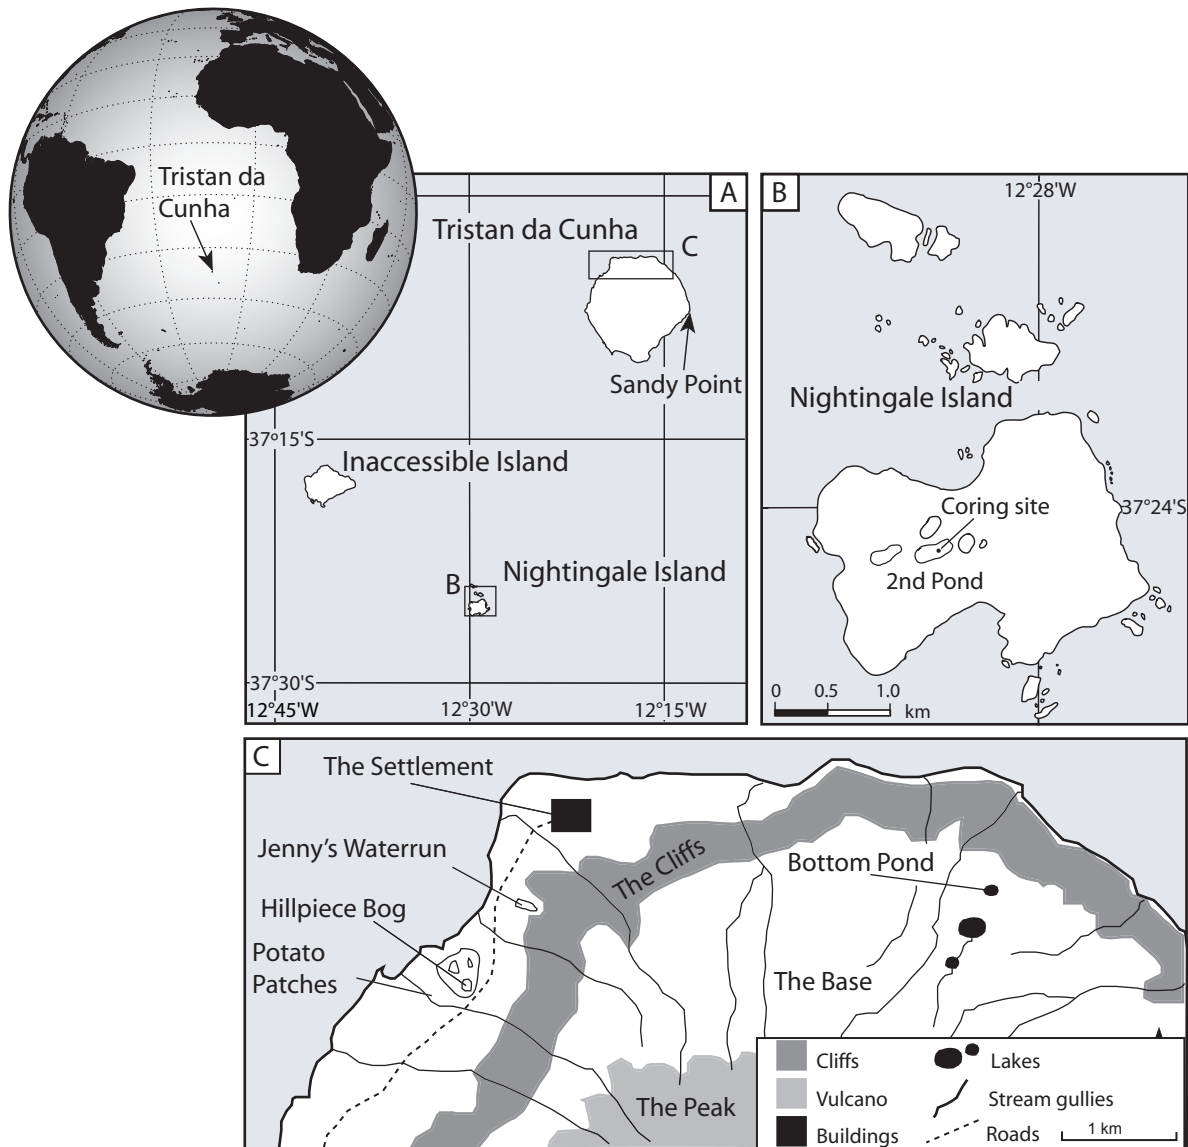 Tristan da
Cunha
A
Tristan da Cunha
C
Sandy Point
37°15'S
Inaccessible Island
B
Nightingale Island
37°30'S
12°45'W
12°30'W
12°15'W
B
12°28'W
Nightingale Island
Coring site
37°24'S
2nd Pond
0
0.5
1.0
km
C
The Settlement
Jenny's Waterrun
The Cliffs
Bottom Pond
Hillpiece Bog
Potato
Patches
The Base
The Peak
Cliffs
Lakes
Vulcano
Stream gullies
Buildings
Roads
1 km